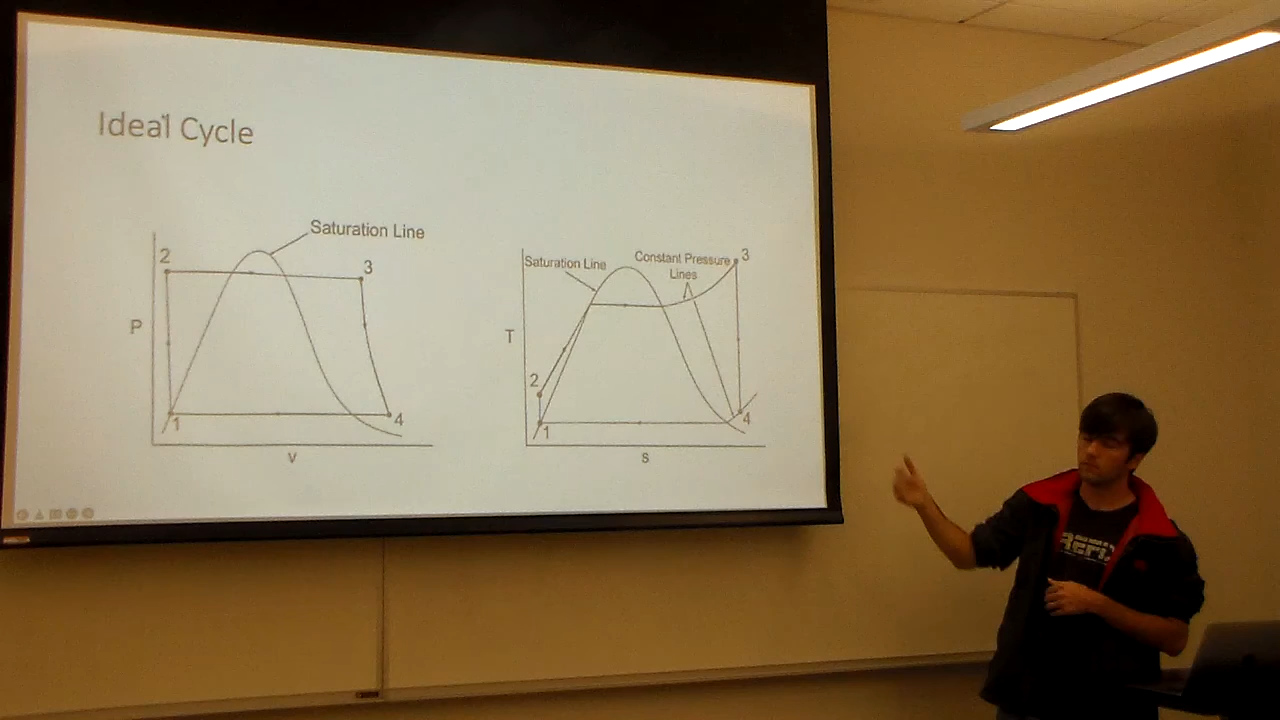 Ideal Cycle
Saturation Line
2
3
P
1
4
v
Saturation Line
Constant Pressure
Lines
3
T
2
1
4
s